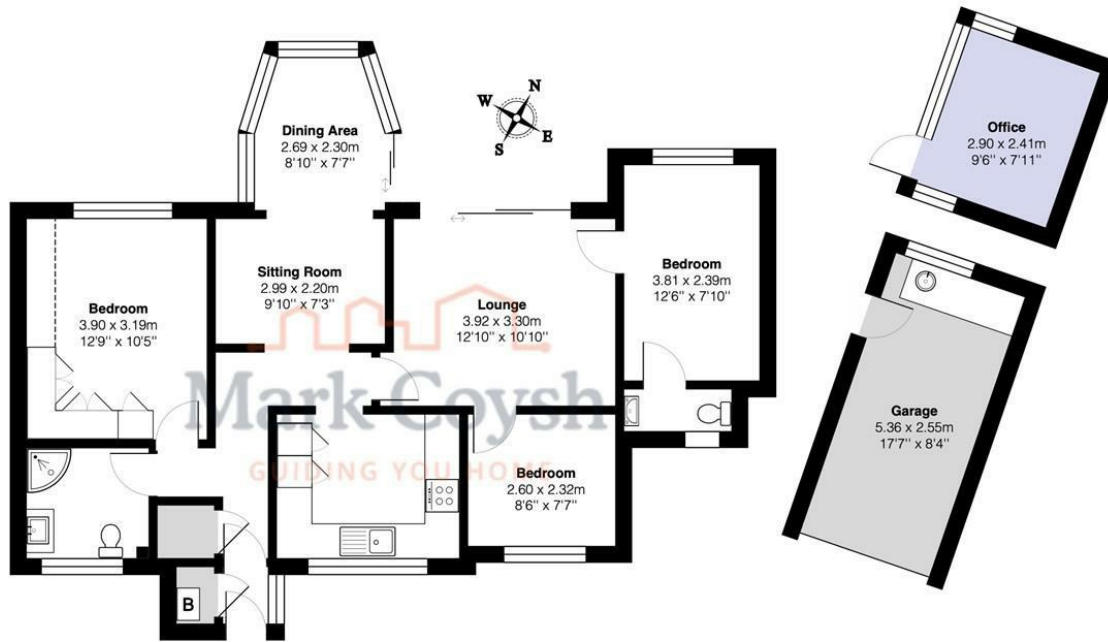 Dining Area
2.69 x 2.30m
8'10" x 7'7"
N
W
E
S
Office
2.90 x 2.41m
9'6" x 7'11"
Bedroom
3.90 x 3.19m
12'9" x 10'5"
Sitting Room
2.99 x 2.20m
9'10" x 7'3"
Lounge
3.92 x 3.30m
12'10" x 10'10"
Bedroom
3.81 x 2.39m
12'6" x 7'10"
Mark Coysh
GUIDING YOU HOME
Bedroom
2.60 x 2.32m
8'6" x 7'7"
Garage
5.36 x 2.55m
17'7" x 8'4"
B